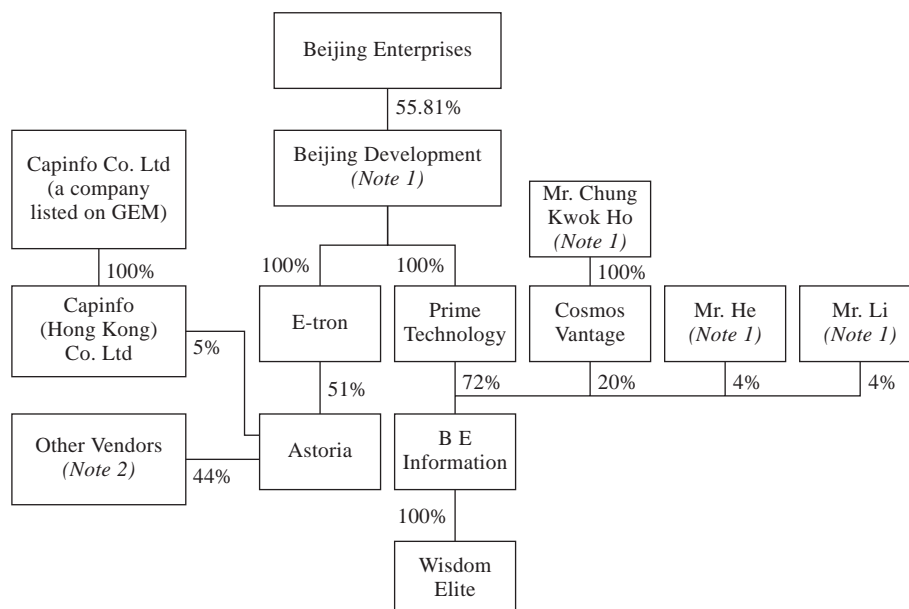 Beijing Enterprises
55.81%
Beijing Development
(Note 1)
Capinfo Co. Ltd
(a company
listed on GEM)
Mr. Chung
Kwok Ho
(Note 1)
100%
100%
100%
100%
Capinfo
(Hong Kong)
Co. Ltd
E-tron
Prime
Technology
Cosmos
Vantage
Mr. He
(Note 1)
Mr. Li
(Note 1)
5%
51%
72%
20%
4%
4%
Other Vendors
(Note 2)
44%
Astoria
B E
Information
100%
Wisdom
Elite